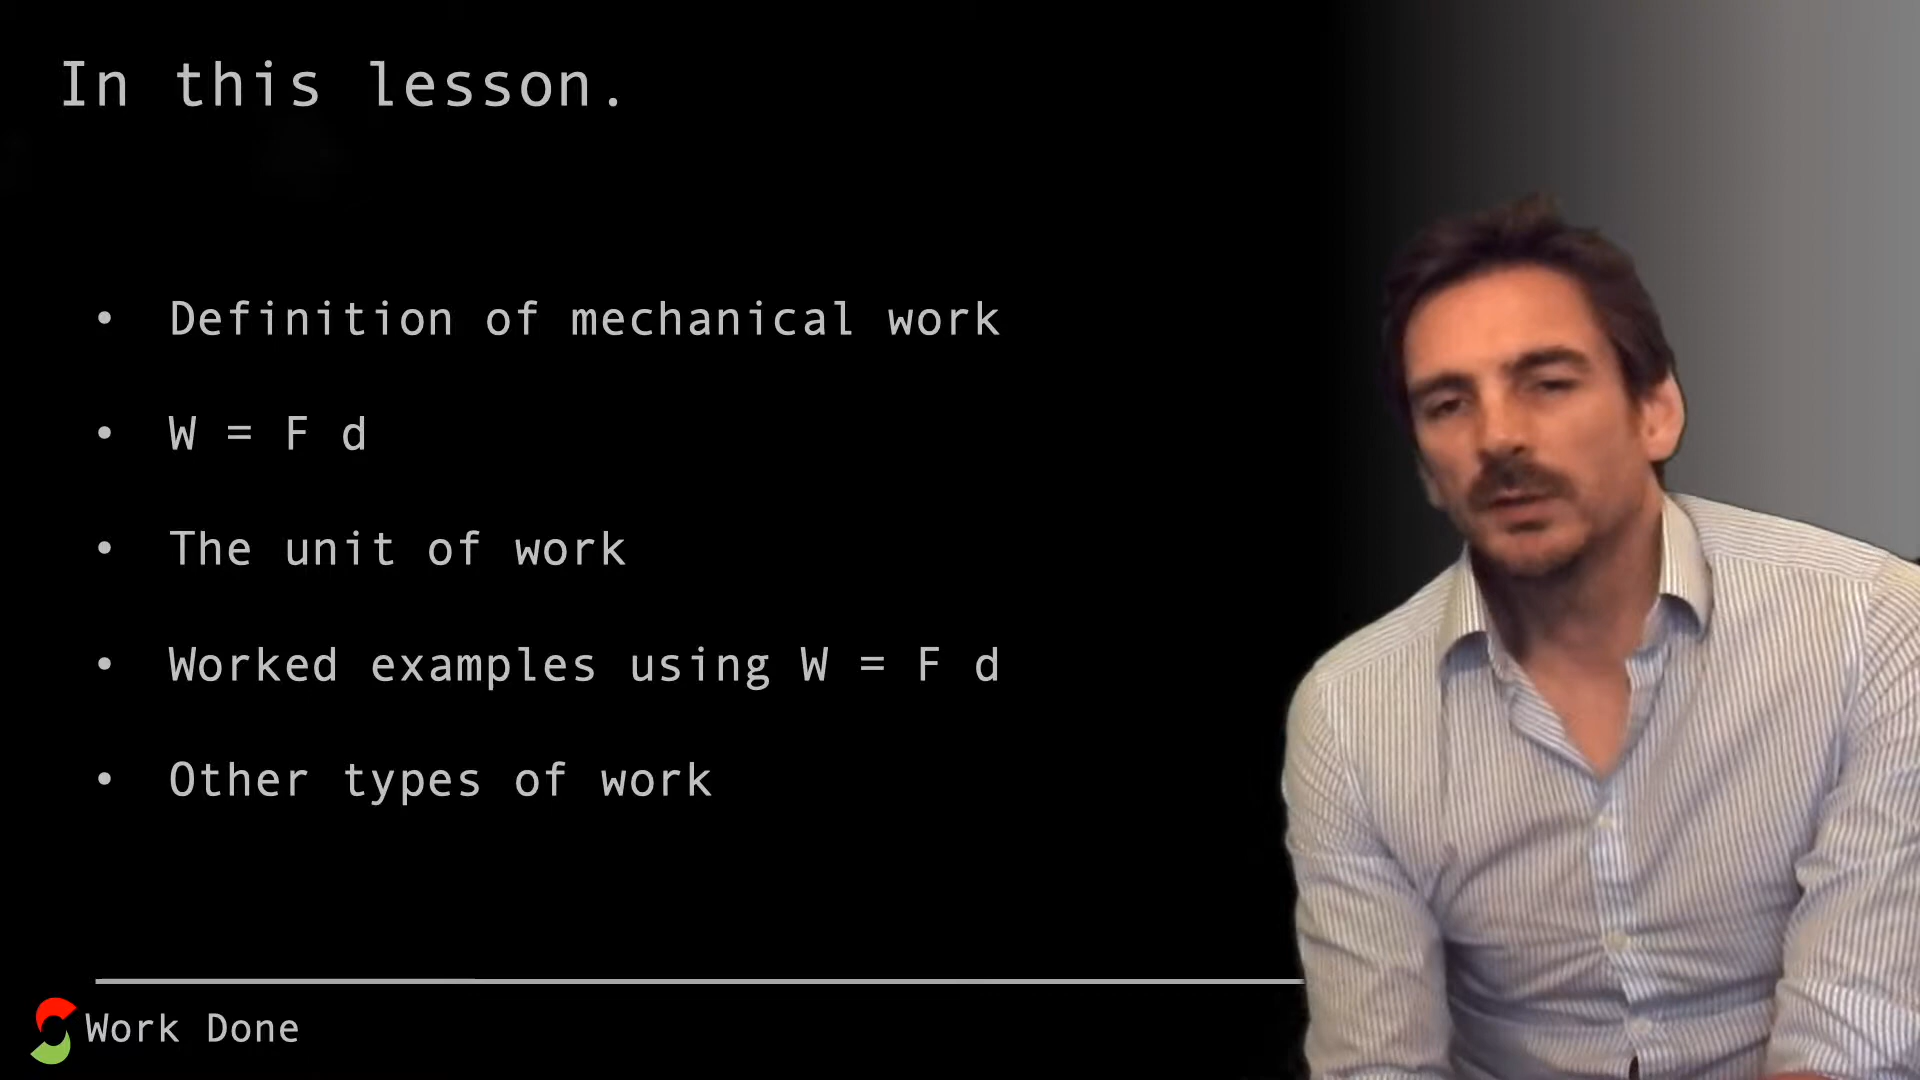 In this lesson.
• Definition of mechanical work
• W = F d
• The unit of work
• Worked examples using W = F d
• Other types of work
Work Done